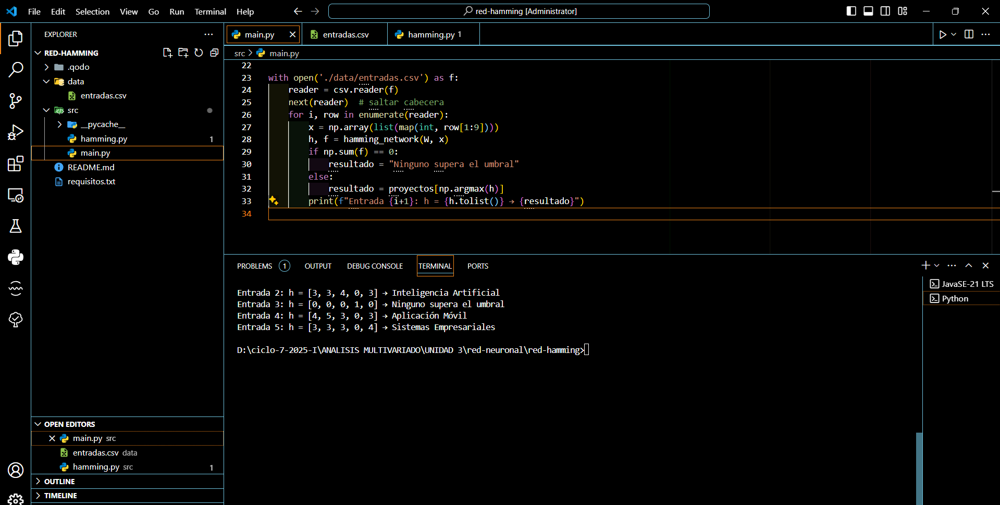 File Edit Selection View Go Run Terminal Help
red-hamming [Administrator]
EXPLORER
RED-HAMMING
.qodo
data
entradas.csv
src
__pycache__
hamming.py 1
main.py
README.md
requisitos.txt
OPEN EDITORS
main.py src
entradas.csv data
hamming.py src 1
OUTLINE
TIMELINE
main.py
entradas.csv
hamming.py 1
src > main.py
22
23 with open('./data/entradas.csv') as f:
24 reader = csv.reader(f)
25 next(reader)  # saltar cabecera
26 for i, row in enumerate(reader):
27 x = np.array(list(map(int, row[1:9])))
28 h, f = hamming_network(W, x)
29 if np.sum(f) == 0:
30 resultado = "Ninguno supera el umbral"
31 else:
32 resultado = proyectos[np.argmax(h)]
33 print(f"Entrada {i+1}: h = {h.tolist()} → {resultado}")
34
PROBLEMS 1 OUTPUT DEBUG CONSOLE TERMINAL PORTS
Entrada 2: h = [3, 3, 4, 0, 3] → Inteligencia Artificial
Entrada 3: h = [0, 0, 0, 1, 0] → Ninguno supera el umbral
Entrada 4: h = [4, 5, 3, 0, 3] → Aplicación Móvil
Entrada 5: h = [3, 3, 3, 0, 4] → Sistemas Empresariales
D:\ciclo-7-2025-I\ANALISIS MULTIVARIADO\UNIDAD 3\red-neuronal\red-hamming>
JavaSE-21 LTS
Python